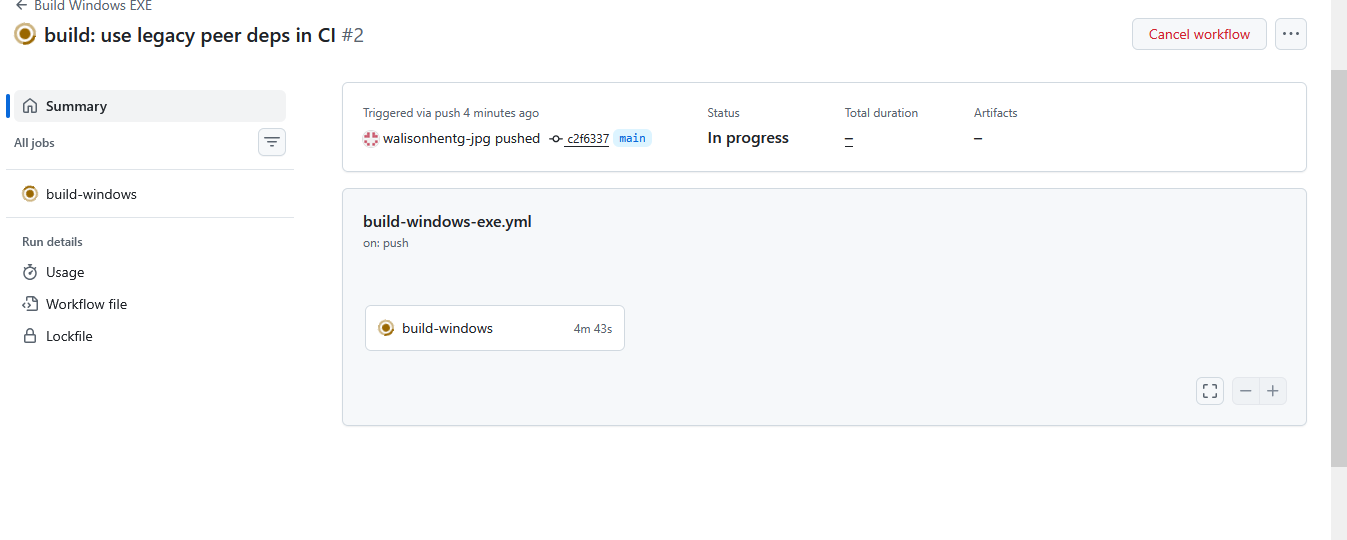 ← Build Windows EXE
build: use legacy peer deps in CI #2
Cancel workflow
Summary
All jobs
build-windows
Run details
Usage
Workflow file
Lockfile
Triggered via push 4 minutes ago
walisonhentg-jpg pushed c2f6337 main
Status
In progress
Total duration
–
Artifacts
–
build-windows-exe.yml
on: push
build-windows 4m 43s